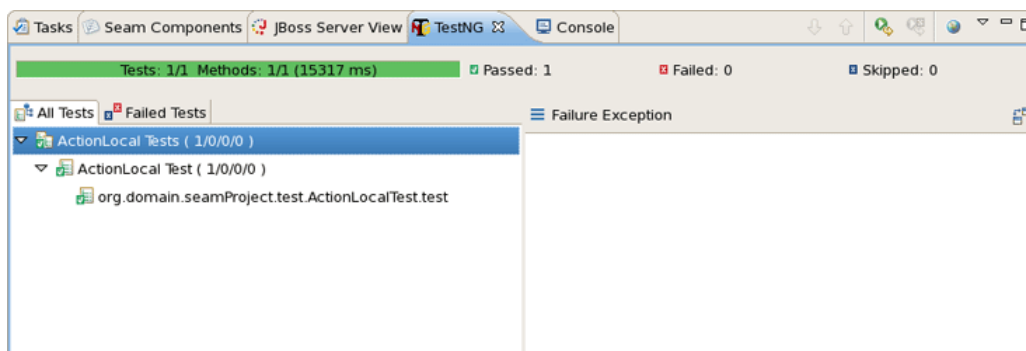 Tasks Seam Components JBoss Server View TestNG Console
Tests: 1/1 Methods: 1/1 (15317 ms) Passed: 1 Failed: 0 Skipped: 0
All Tests Failed Tests Failure Exception
ActionLocal Tests ( 1/0/0/0 )
ActionLocal Test ( 1/0/0/0 )
org.domain.seamProject.test.ActionLocalTest.test